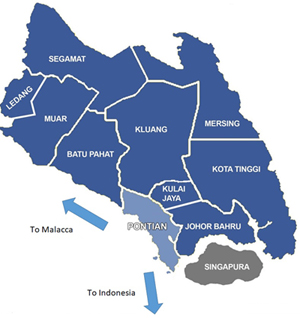 SEGAMAT
LEDANG
MUAR
KLUANG
MERSING
BATU PAHAT
KOTA TINGGI
KULAI
JAYA
PONTIAN
JOHOR BAHRU
To Malacca
SINGAPURA
To Indonesia